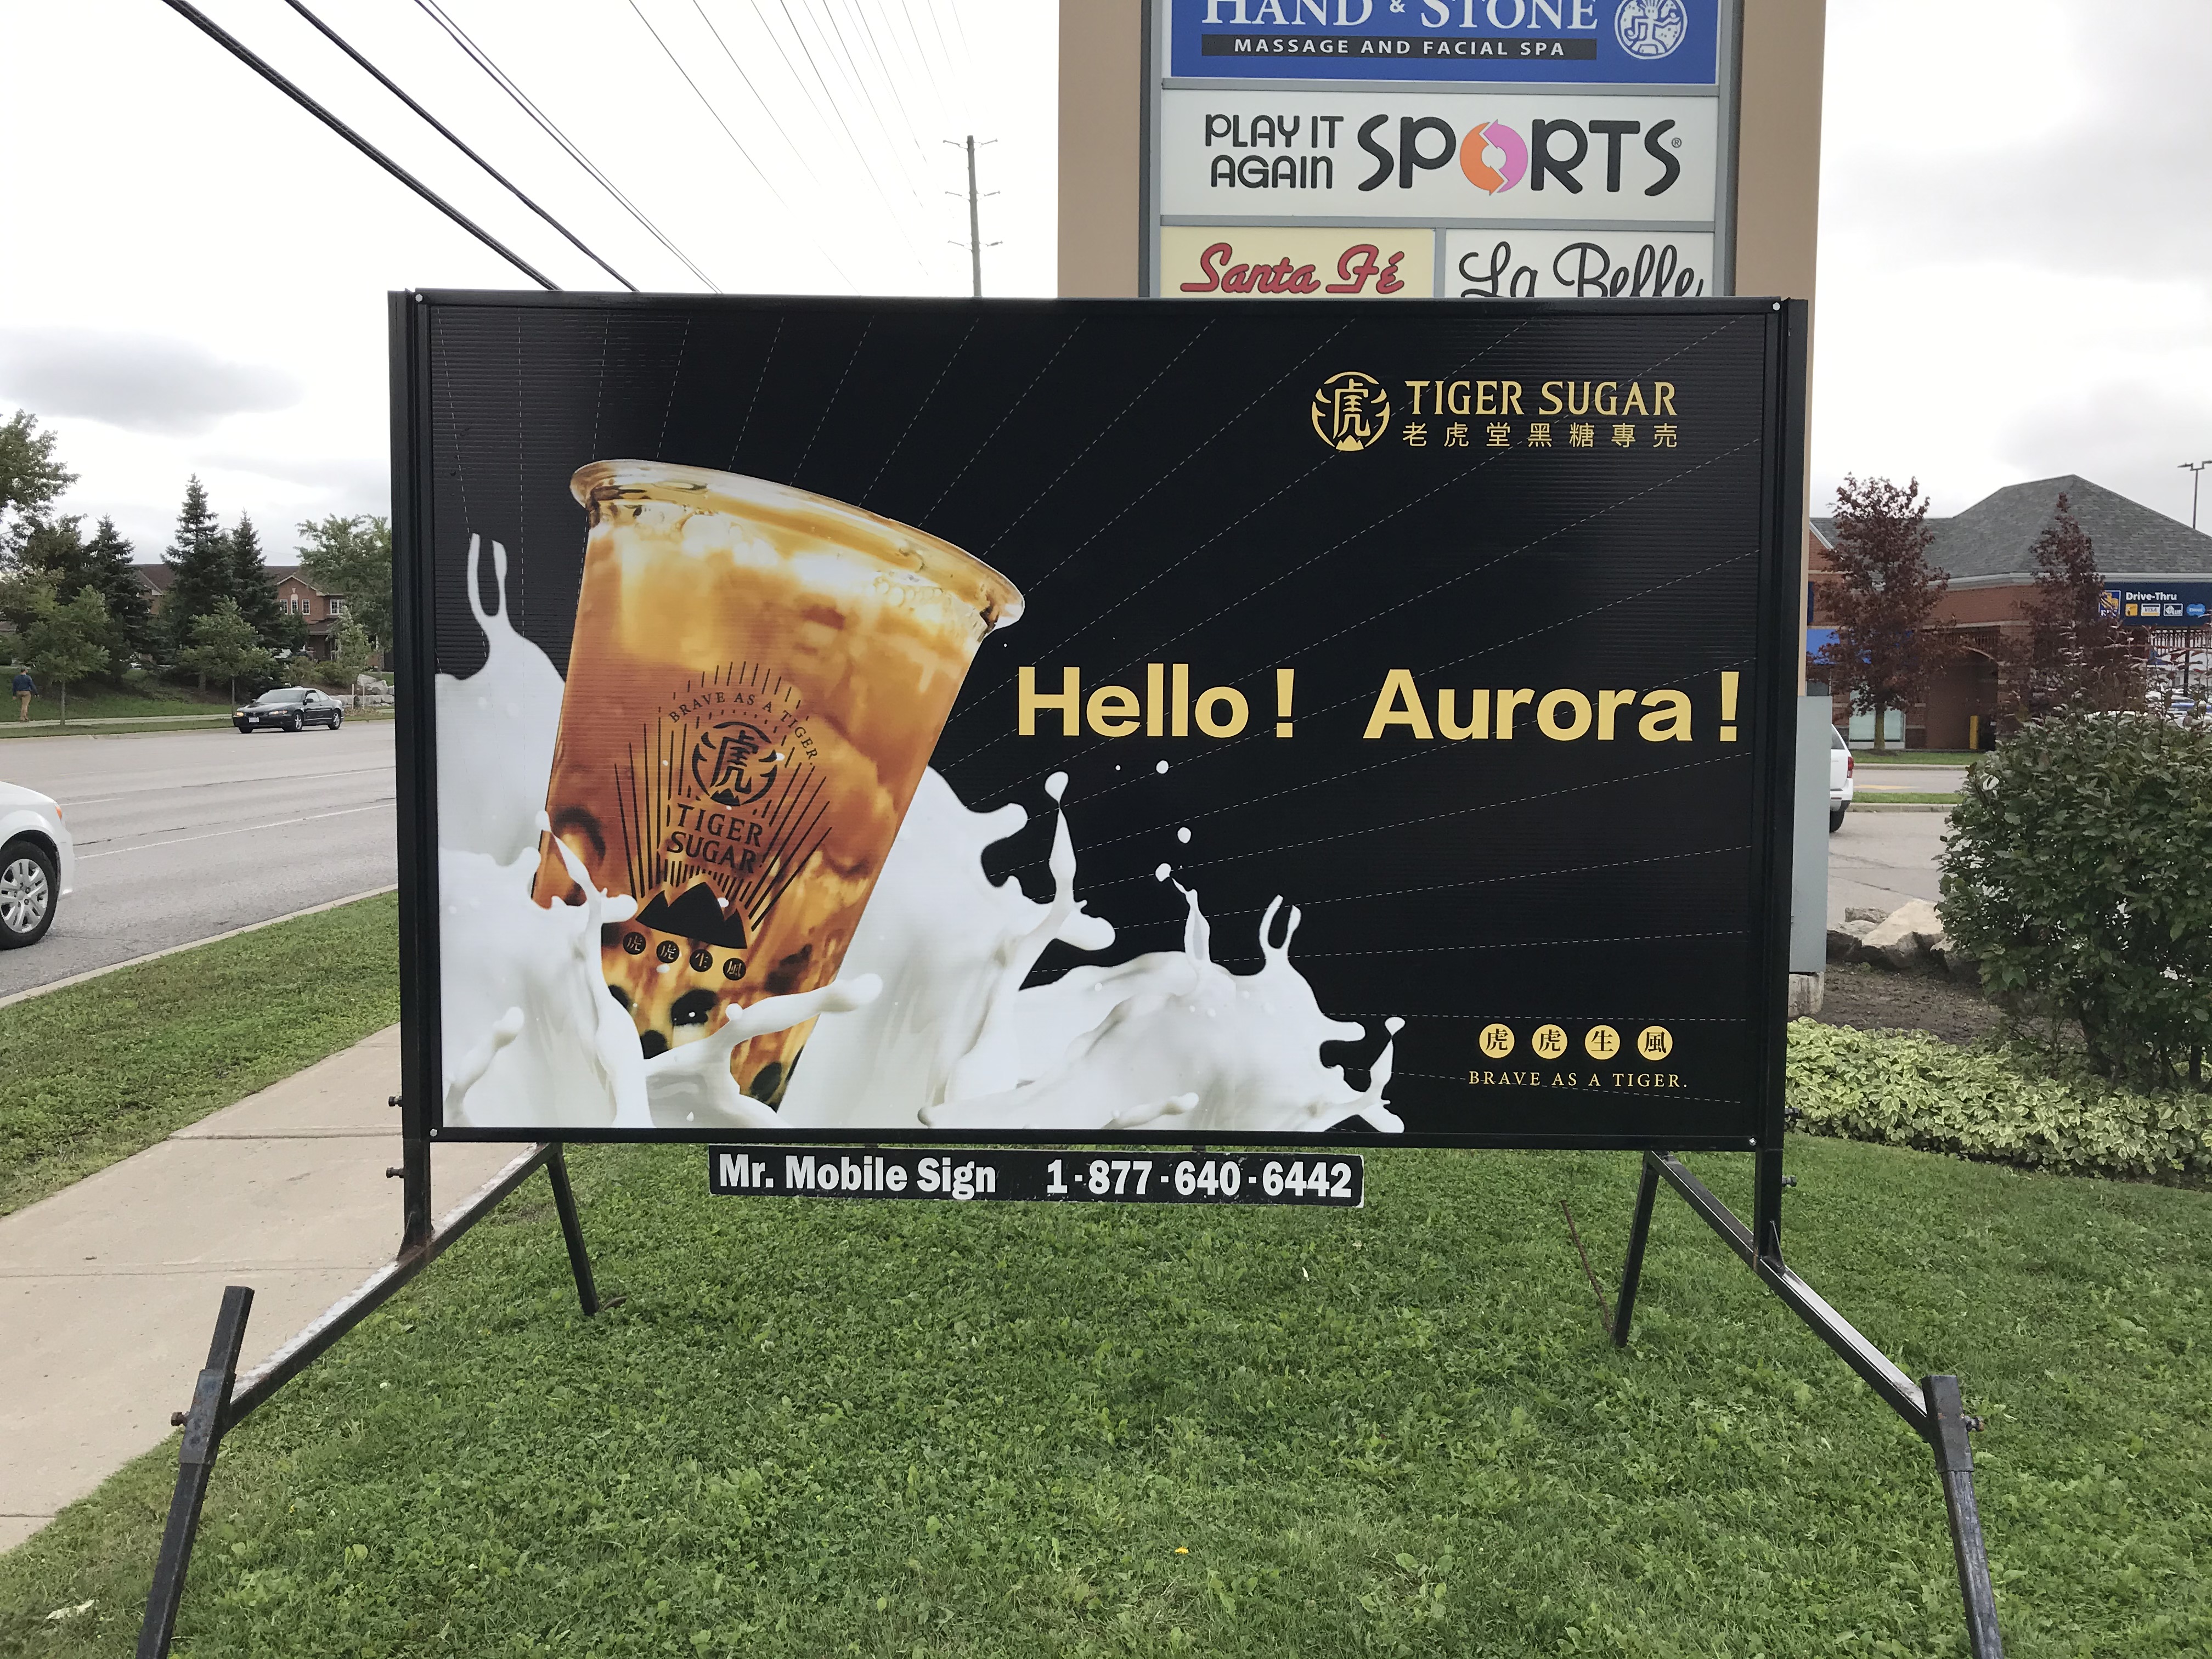 HAND & STONE
MASSAGE AND FACIAL SPA
PLAY IT AGAIN SPORTS®
Santa Fé
La Belle
虎
TIGER SUGAR
老虎堂黑糖專売
Hello! Aurora!
BRAVE AS A TIGER
虎
TIGER
SUGAR
虎虎生風
虎虎生風
BRAVE AS A TIGER.
Mr. Mobile Sign 1-877-640-6442
Drive-Thru